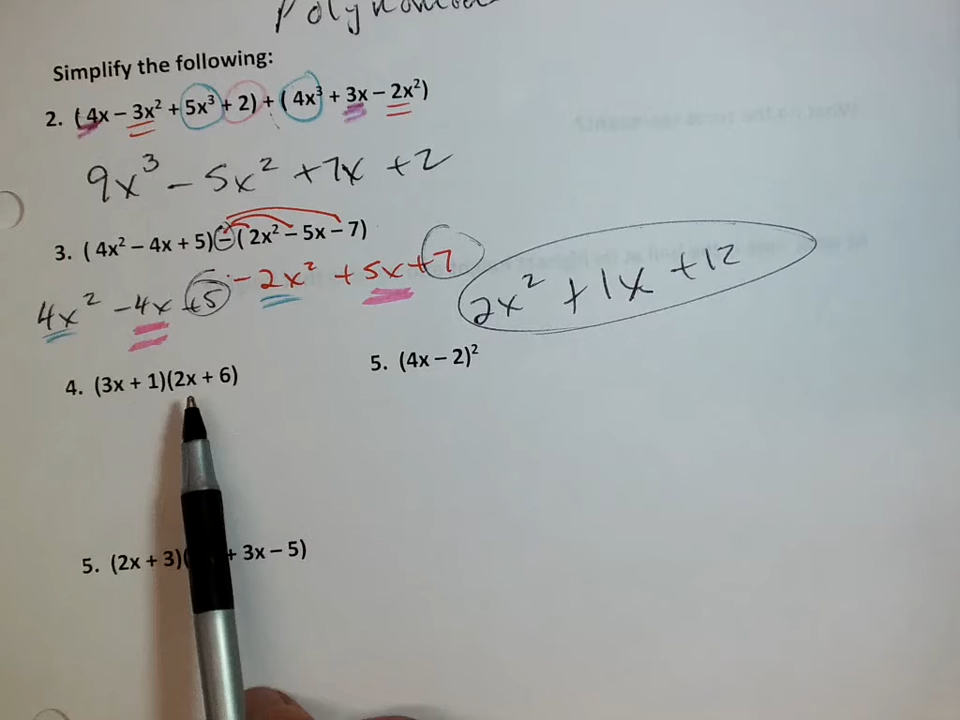 Simplify the following:
2. (4x – 3x² + 5x³ + 2) + (4x³ + 3x – 2x²)
9x³ – 5x² + 7x + 2
3. (4x² – 4x + 5) – (2x² – 5x – 7)
4x² – 4x + 5 – 2x² + 5x + 7
2x² + 1x + 12
4. (3x + 1)(2x + 6)
5. (4x – 2)²
5. (2x + 3)( + 3x – 5)